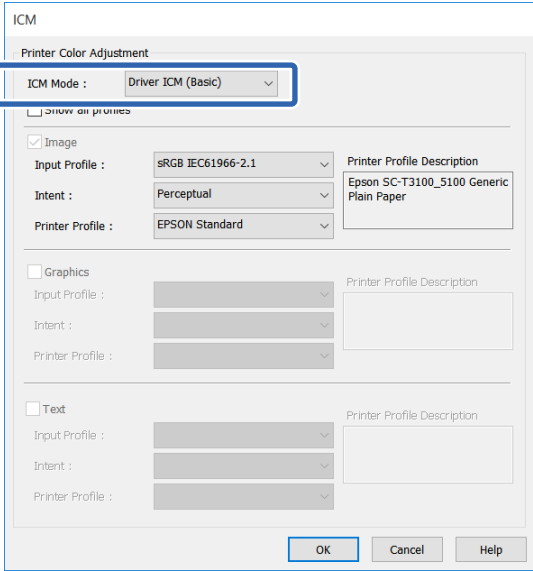 ICM
Printer Color Adjustment
ICM Mode : Driver ICM (Basic)
Show all profiles
Image
Input Profile : sRGB IEC61966-2.1 Printer Profile Description
Epson SC-T3100_5100 Generic
Plain Paper
Intent : Perceptual
Printer Profile : EPSON Standard
Graphics
Printer Profile Description
Input Profile :
Intent :
Printer Profile :
Text
Printer Profile Description
Input Profile :
Intent :
Printer Profile :
OK Cancel Help